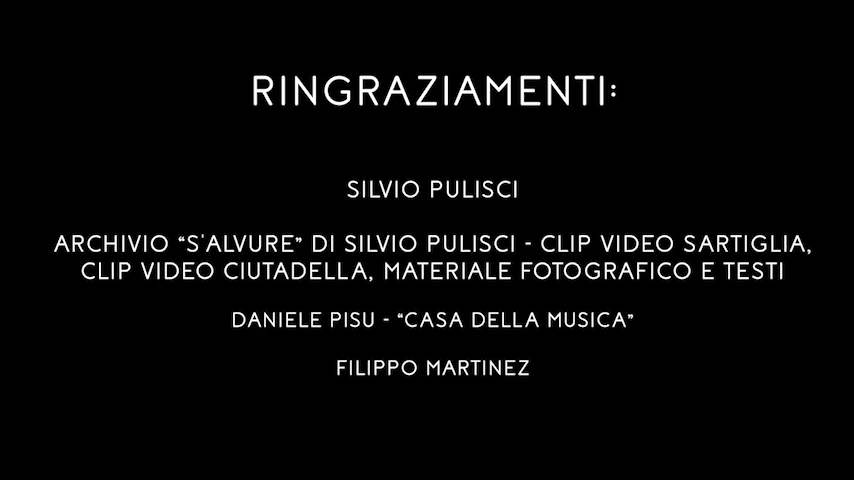 RINGRAZIAMENTI:
SILVIO PULISCI
ARCHIVIO “S'ALVURE” DI SILVIO PULISCI - CLIP VIDEO SARTIGLIA,
CLIP VIDEO CIUTADELLA, MATERIALE FOTOGRAFICO E TESTI
DANIELE PISU - “CASA DELLA MUSICA”
FILIPPO MARTINEZ